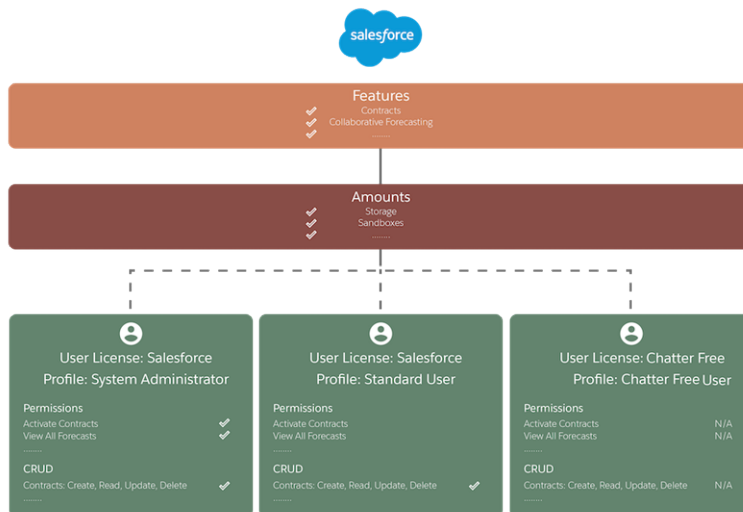 salesforce
Features
Contracts
Collaborative Forecasting
........
Amounts
Storage
Sandboxes
........
User License: Salesforce
Profile: System Administrator
Permissions
Activate Contracts
View All Forecasts
........
CRUD
Contracts: Create, Read, Update, Delete
........
User License: Salesforce
Profile: Standard User
Permissions
Activate Contracts
View All Forecasts
........
CRUD
Contracts: Create, Read, Update, Delete
........
User License: Chatter Free
Profile: Chatter Free User
Permissions
Activate Contracts N/A
View All Forecasts N/A
........
CRUD
Contracts: Create, Read, Update, Delete N/A
........